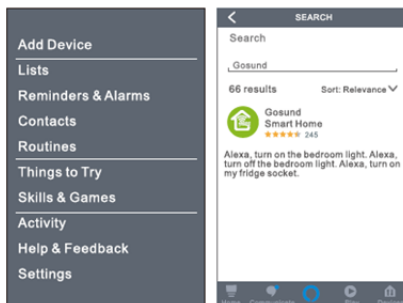 Add Device
Lists
Reminders & Alarms
Contacts
Routines
Things to Try
Skills & Games
Activity
Help & Feedback
Settings
SEARCH
Search
Gosund
66 results
Sort: Relevance
Gosund
Smart Home
245
Alexa, turn on the bedroom light. Alexa,
turn off the bedroom light. Alexa, turn on
my fridge socket.
Home Communicate Play Devices